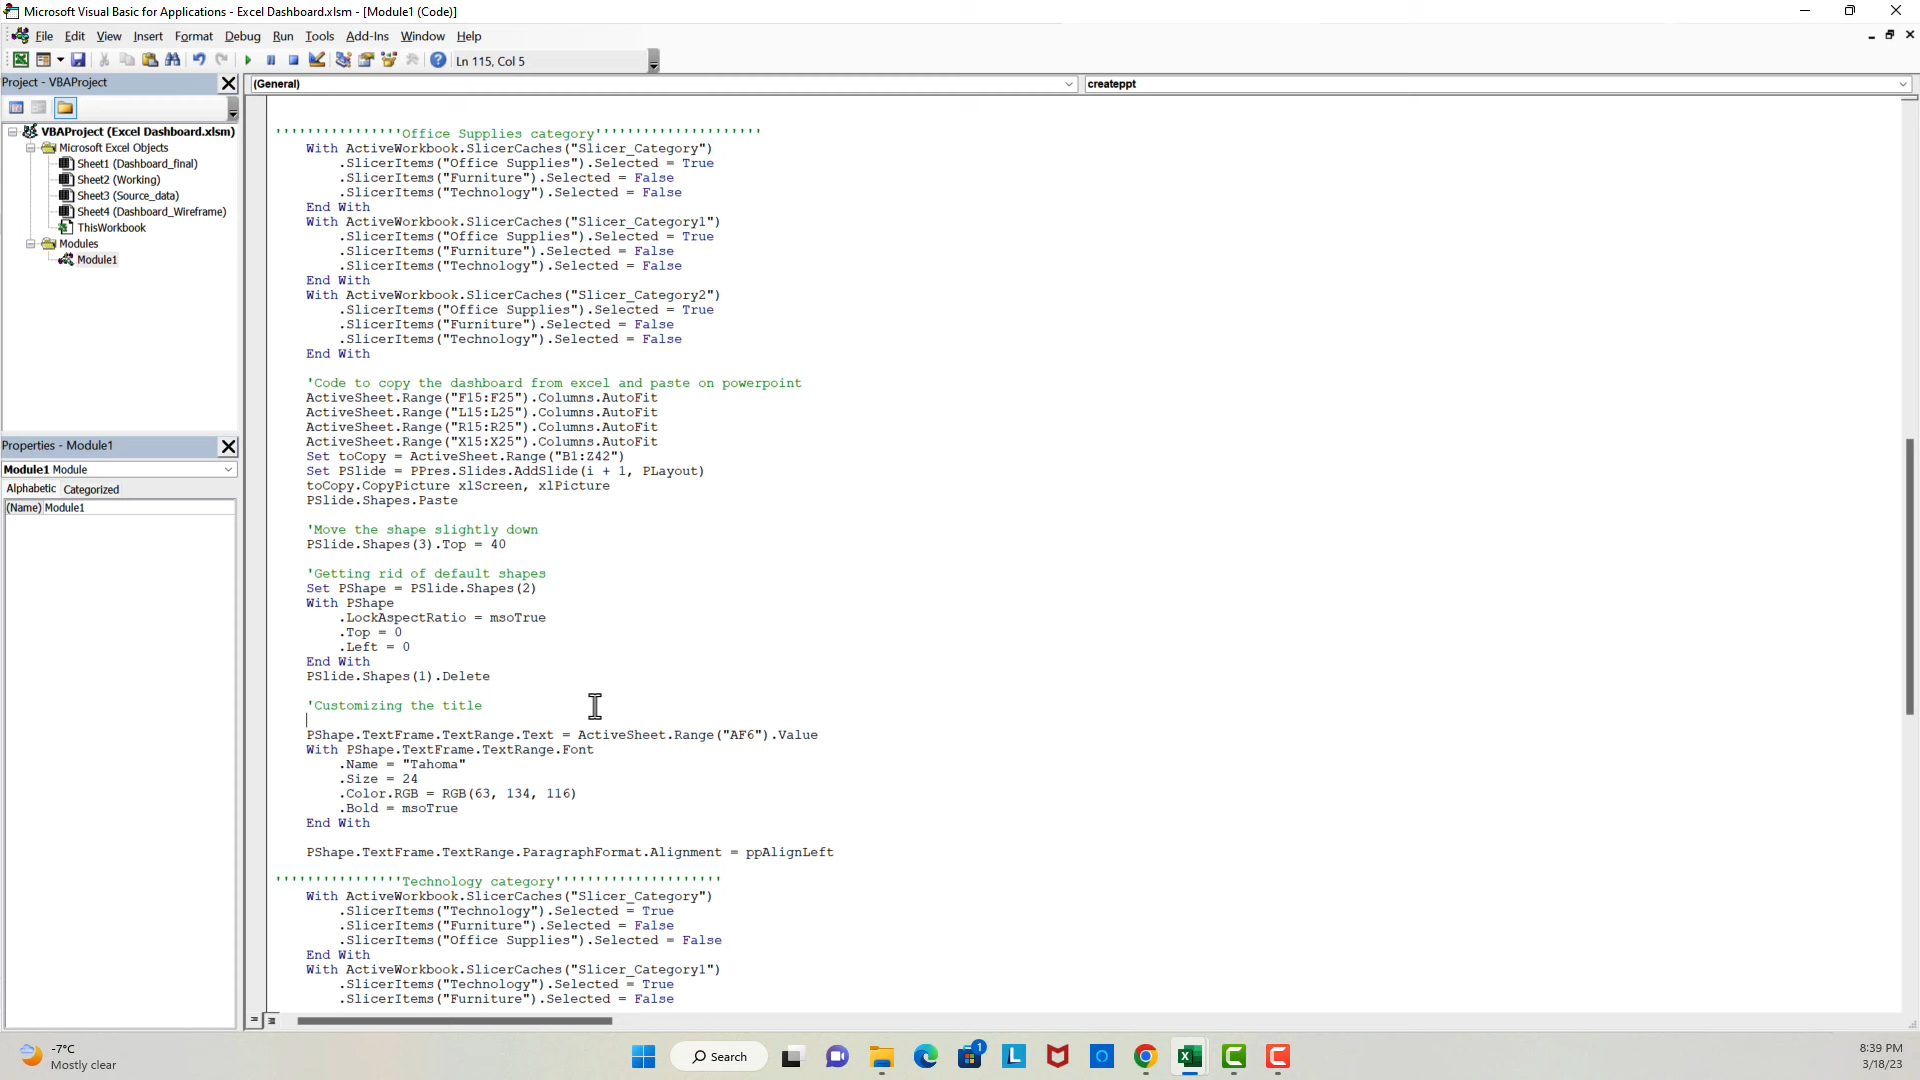 Microsoft Visual Basic for Applications - Excel Dashboard.xlsm - [Module1 (Code)]
File Edit View Insert Format Debug Run Tools Add-Ins Window Help
Ln 115, Col 5
Project - VBAProject
(General)
createppt
VBAProject (Excel Dashboard.xlsm)
Microsoft Excel Objects
Sheet1 (Dashboard_final)
Sheet2 (Working)
Sheet3 (Source_data)
Sheet4 (Dashboard_Wireframe)
ThisWorkbook
Modules
Module1
Properties - Module1
Module1 Module
Alphabetic Categorized
(Name) Module1
''''''''''''''''Office Supplies category'''''''''''''''''''''
With ActiveWorkbook.SlicerCaches("Slicer_Category")
.SlicerItems("Office Supplies").Selected = True
.SlicerItems("Furniture").Selected = False
.SlicerItems("Technology").Selected = False
End With
With ActiveWorkbook.SlicerCaches("Slicer_Category1")
.SlicerItems("Office Supplies").Selected = True
.SlicerItems("Furniture").Selected = False
.SlicerItems("Technology").Selected = False
End With
With ActiveWorkbook.SlicerCaches("Slicer_Category2")
.SlicerItems("Office Supplies").Selected = True
.SlicerItems("Furniture").Selected = False
.SlicerItems("Technology").Selected = False
End With
'Code to copy the dashboard from excel and paste on powerpoint
ActiveSheet.Range("F15:F25").Columns.AutoFit
ActiveSheet.Range("L15:L25").Columns.AutoFit
ActiveSheet.Range("R15:R25").Columns.AutoFit
ActiveSheet.Range("X15:X25").Columns.AutoFit
Set toCopy = ActiveSheet.Range("B1:Z42")
Set PSlide = PPres.Slides.AddSlide(i + 1, PLayout)
toCopy.CopyPicture xlScreen, xlPicture
PSlide.Shapes.Paste
'Move the shape slightly down
PSlide.Shapes(3).Top = 40
'Getting rid of default shapes
Set PShape = PSlide.Shapes(2)
With PShape
.LockAspectRatio = msoTrue
.Top = 0
.Left = 0
End With
PSlide.Shapes(1).Delete
'Customizing the title
PShape.TextFrame.TextRange.Text = ActiveSheet.Range("AF6").Value
With PShape.TextFrame.TextRange.Font
.Name = "Tahoma"
.Size = 24
.Color.RGB = RGB(63, 134, 116)
.Bold = msoTrue
End With
PShape.TextFrame.TextRange.ParagraphFormat.Alignment = ppAlignLeft
''''''''''''''''Technology category'''''''''''''''''''''
With ActiveWorkbook.SlicerCaches("Slicer_Category")
.SlicerItems("Technology").Selected = True
.SlicerItems("Furniture").Selected = False
.SlicerItems("Office Supplies").Selected = False
End With
With ActiveWorkbook.SlicerCaches("Slicer_Category1")
.SlicerItems("Technology").Selected = True
.SlicerItems("Furniture").Selected = False
-7°C
Mostly clear
Search
1
L
8:39 PM
3/18/23